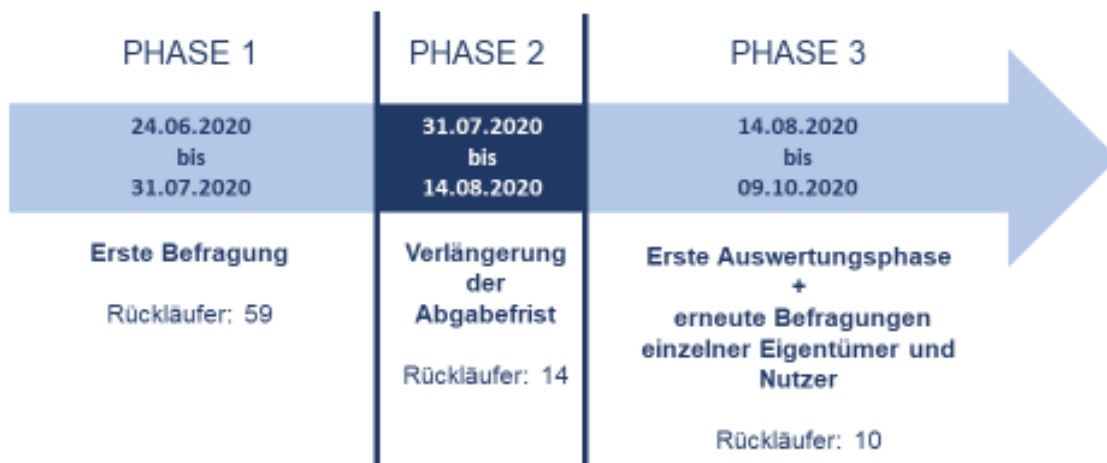 PHASE 1
24.06.2020
bis
31.07.2020
Erste Befragung
Rückläufer: 59
PHASE 2
31.07.2020
bis
14.08.2020
Verlängerung
der
Abgabefrist
Rückläufer: 14
PHASE 3
14.08.2020
bis
09.10.2020
Erste Auswertungsphase
+
erneute Befragungen
einzelner Eigentümer und
Nutzer
Rückläufer: 10